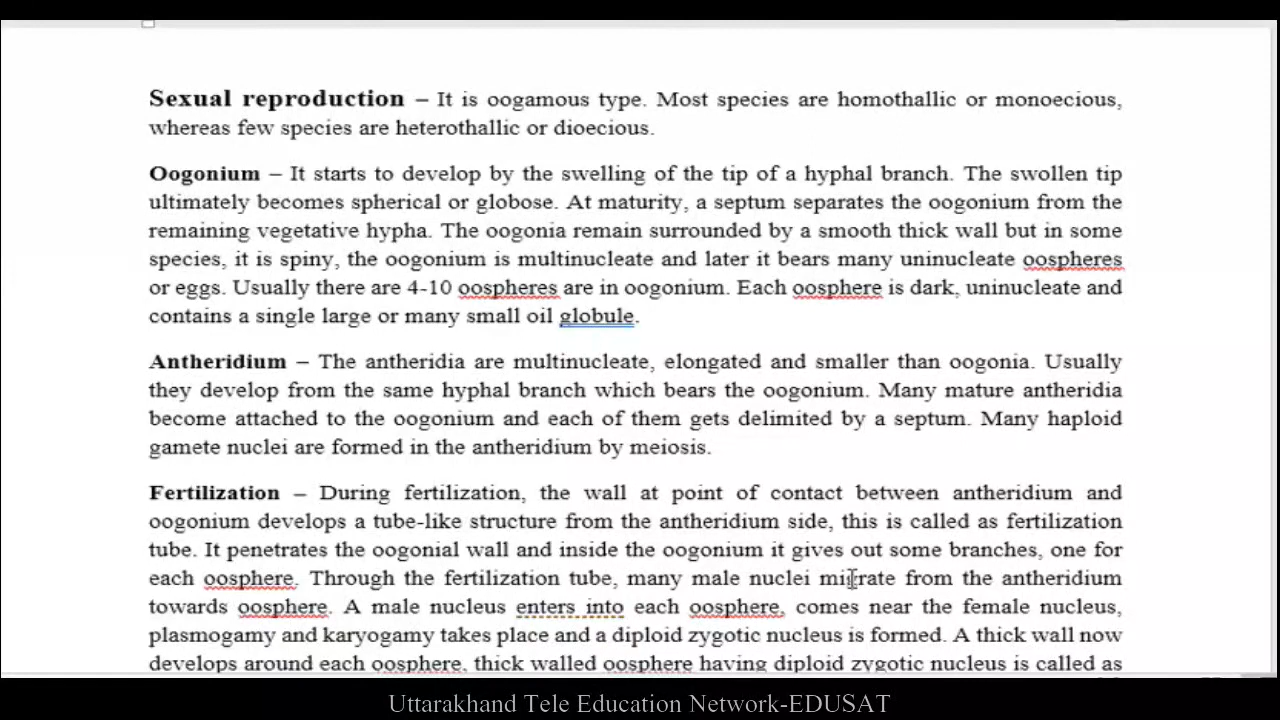 Sexual reproduction – It is oogamous type. Most species are homothallic or monoecious,
whereas few species are heterothallic or dioecious.
Oogonium – It starts to develop by the swelling of the tip of a hyphal branch. The swollen tip
ultimately becomes spherical or globose. At maturity, a septum separates the oogonium from the
remaining vegetative hypha. The oogonia remain surrounded by a smooth thick wall but in some
species, it is spiny, the oogonium is multinucleate and later it bears many uninucleate oospheres
or eggs. Usually there are 4-10 oospheres are in oogonium. Each oosphere is dark, uninucleate and
contains a single large or many small oil globule.
Antheridium – The antheridia are multinucleate, elongated and smaller than oogonia. Usually
they develop from the same hyphal branch which bears the oogonium. Many mature antheridia
become attached to the oogonium and each of them gets delimited by a septum. Many haploid
gamete nuclei are formed in the antheridium by meiosis.
Fertilization – During fertilization, the wall at point of contact between antheridium and
oogonium develops a tube-like structure from the antheridium side, this is called as fertilization
tube. It penetrates the oogonial wall and inside the oogonium it gives out some branches, one for
each oosphere. Through the fertilization tube, many male nuclei migrate from the antheridium
towards oosphere. A male nucleus enters into each oosphere, comes near the female nucleus,
plasmogamy and karyogamy takes place and a diploid zygotic nucleus is formed. A thick wall now
develops around each oosphere, thick walled oosphere having diploid zygotic nucleus is called as
Uttarakhand Tele Education Network-EDUSAT